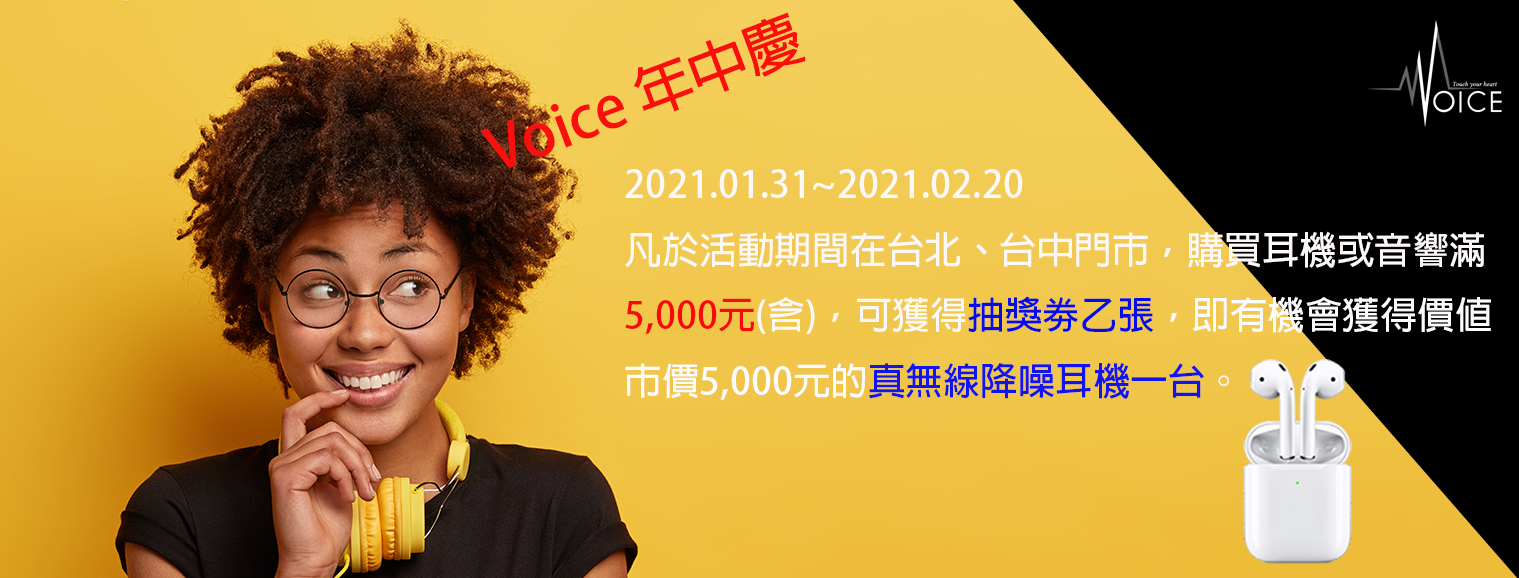 Voice 年中慶
Touch your heart
VOICE
2021.01.31~2021.02.20
凡於活動期間在台北、台中門市，購買耳機或音響滿
5,000元(含)，可獲得抽獎券乙張，即有機會獲得價值
市價5,000元的真無線降噪耳機一台。